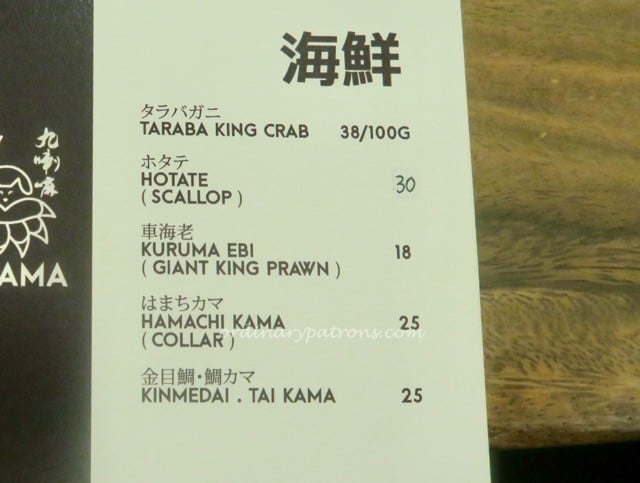 海鮮
タラバガニ
TARABA KING CRAB 38/100G
ホタテ
HOTATE 30
( SCALLOP )
車海老
KURUMA EBI 18
( GIANT KING PRAWN )
はまちカマ
HAMACHI KAMA 25
( COLLAR )
ordinarypatrons.com
金目鯛・鯛カマ
KINMEDAI . TAI KAMA 25
AMA